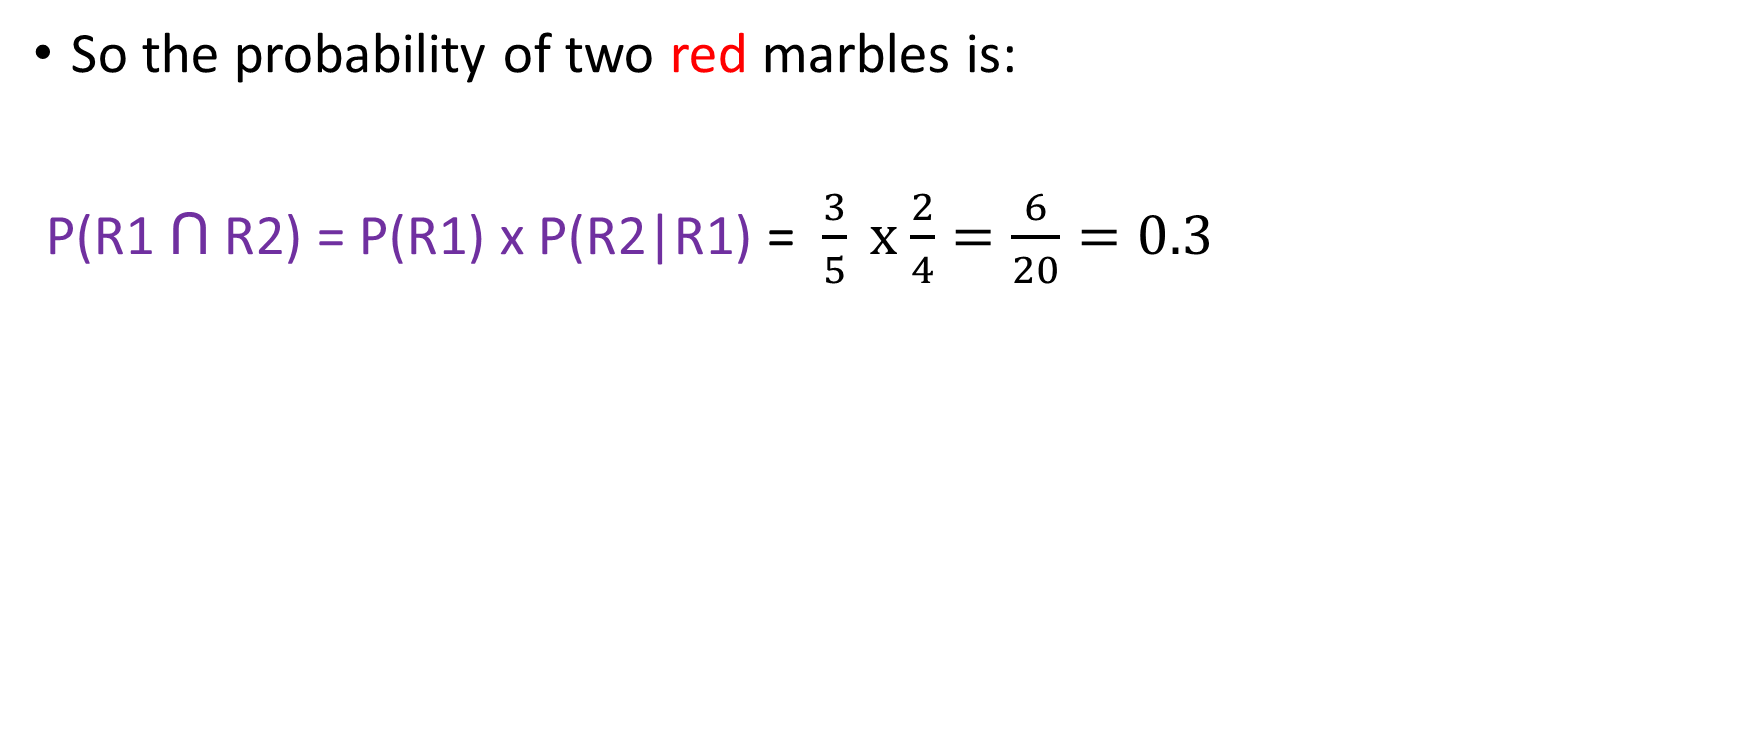 • So the probability of two red marbles is:
P(R1 ∩ R2) = P(R1) x P(R2|R1) = 3/5 x 2/4 = 6/20 = 0.3